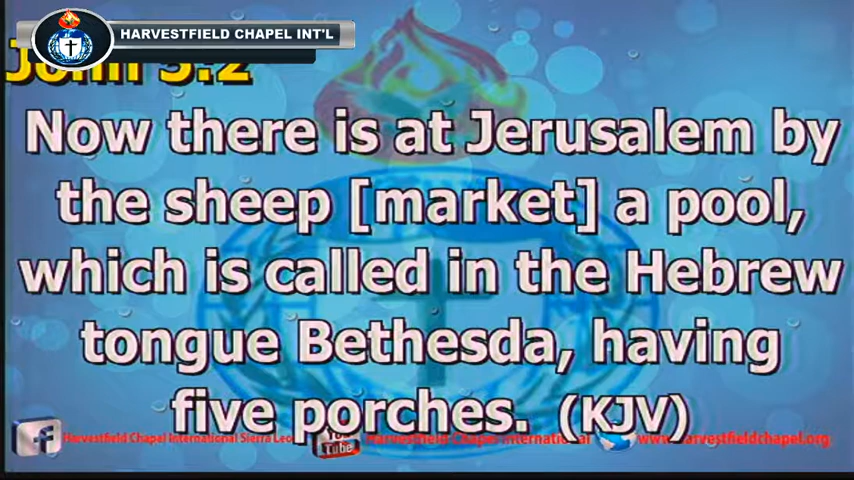 HARVESTFIELD CHAPEL INT'L
John 5:2
Now there is at Jerusalem by
the sheep [market] a pool,
which is called in the Hebrew
tongue Bethesda, having
five porches. (KJV)
Harvestfield Chapel International Sierra Leo
Harvestfield Chapel International
www.harvestfieldchapel.org